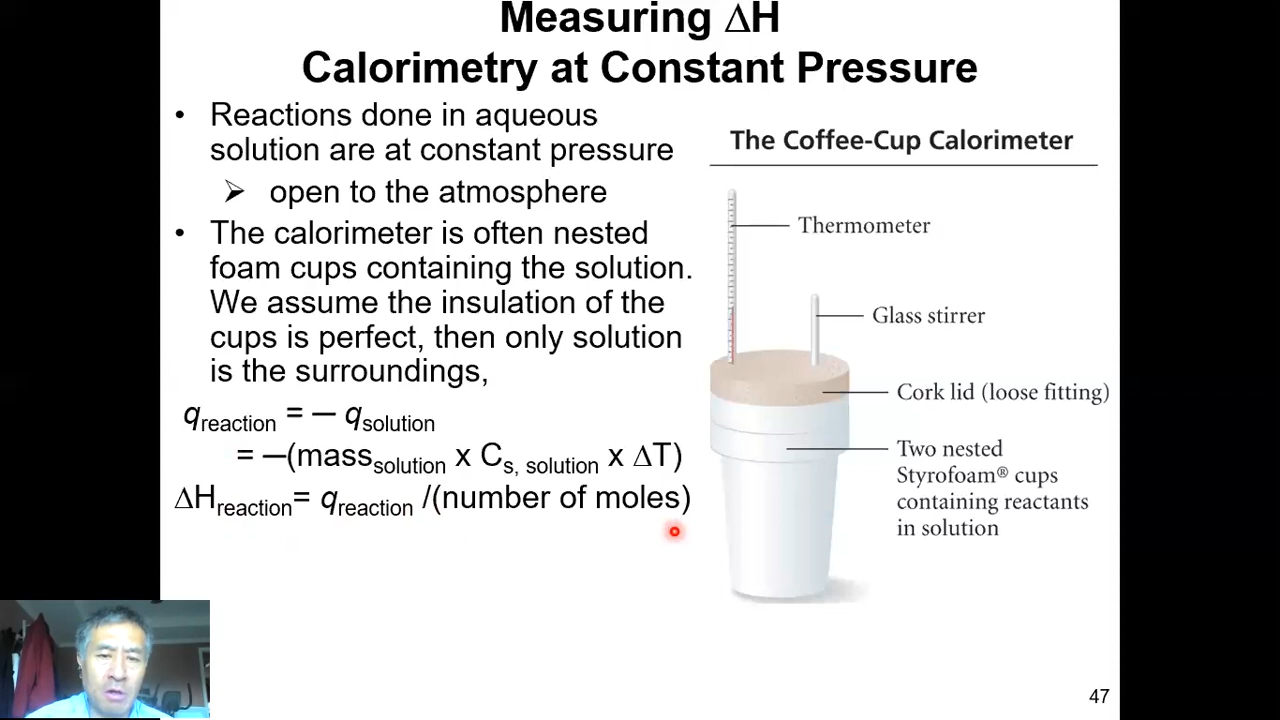 Measuring ΔH
Calorimetry at Constant Pressure
• Reactions done in aqueous
solution are at constant pressure
➢ open to the atmosphere
• The calorimeter is often nested
foam cups containing the solution.
We assume the insulation of the
cups is perfect, then only solution
is the surroundings,
qreaction = ─ qsolution
= ─(masssolution x Cs, solution x ΔT)
ΔHreaction= qreaction /(number of moles)
The Coffee-Cup Calorimeter
Thermometer
Glass stirrer
Cork lid (loose fitting)
Two nested
Styrofoam® cups
containing reactants
in solution
47